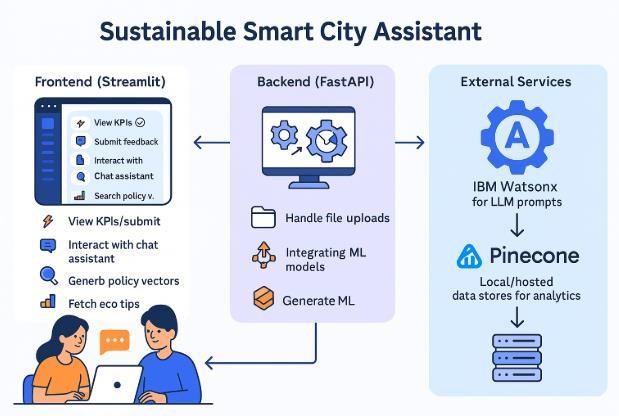 Sustainable Smart City Assistant
Frontend (Streamlit)
View KPIs
Submit feedback
Interact with
Chat assistant
Search policy v.
View KPIs/submit
Interact with chat
assistant
Generb policy vectors
Fetch eco tips
Backend (FastAPI)
Handle file uploads
Integrating ML
models
Generate ML
External Services
A
IBM Watsonx
for LLM prompts
Pinecone
Local/hosted
data stores for analytics